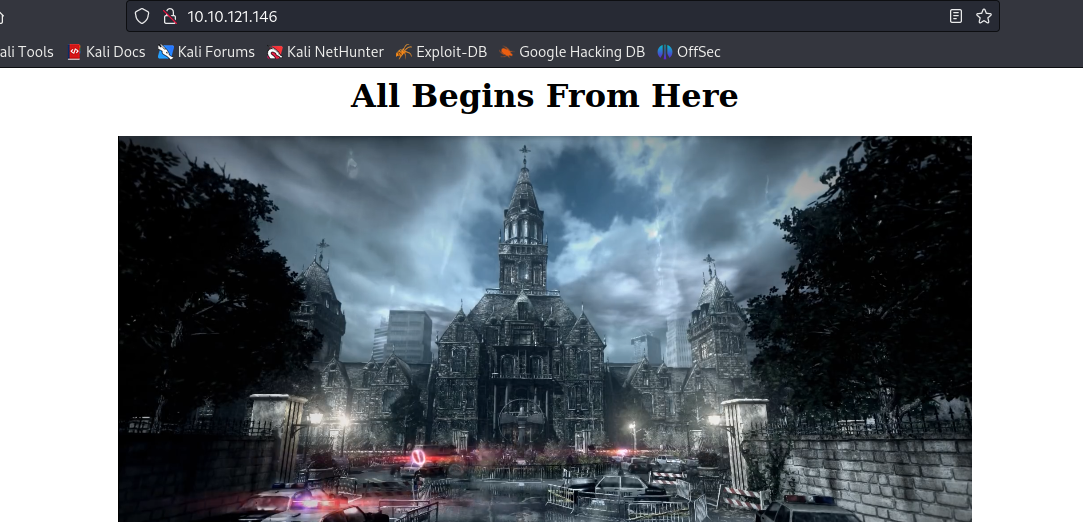 10.10.121.146
ali Tools Kali Docs Kali Forums Kali NetHunter Exploit-DB Google Hacking DB OffSec
All Begins From Here